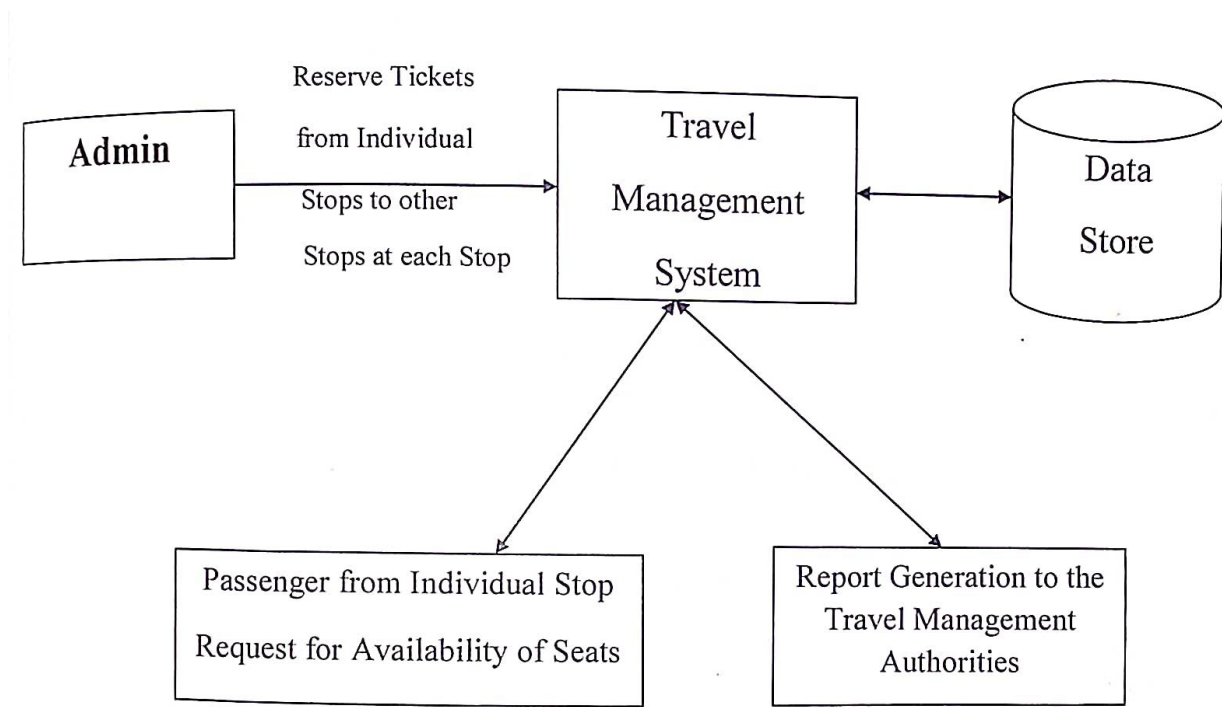 Admin
Reserve Tickets
from Individual
Stops to other
Stops at each Stop
Travel
Management
System
Data
Store
Passenger from Individual Stop
Request for Availability of Seats
Report Generation to the
Travel Management
Authorities